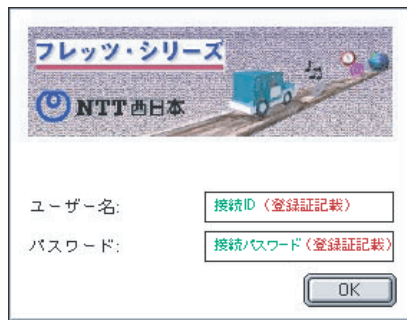 フレッツ・シリーズ
NTT西日本
ユーザー名: 接続ID (登録証記載)
パスワード: 接続パスワード (登録証記載)
OK